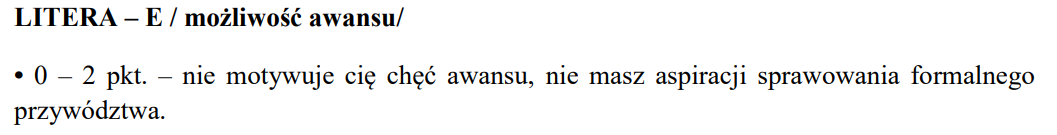 LITERA – E / możliwość awansu/
• 0 – 2 pkt. – nie motywuje cię chęć awansu, nie masz aspiracji sprawowania formalnego
przywództwa.